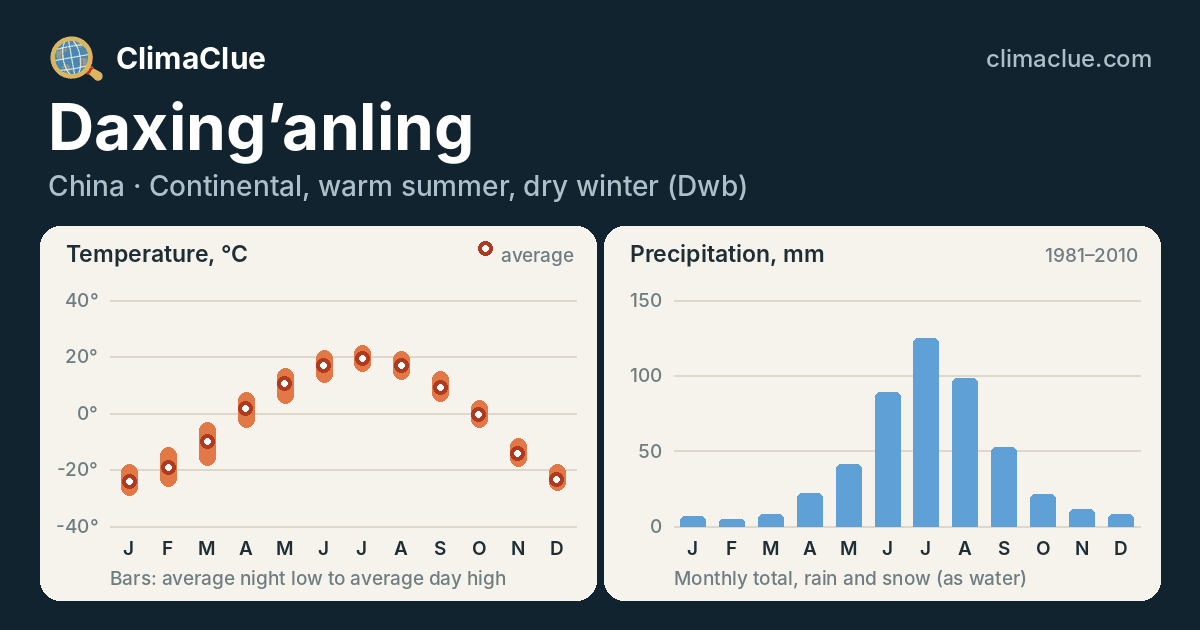 ClimaClue
climaclue.com
Daxing’anling
China · Continental, warm summer, dry winter (Dwb)
Temperature, °C
average
40°
20°
0°
-20°
-40°
J F M A M J J A S O N D
Bars: average night low to average day high
Precipitation, mm
1981–2010
150
100
50
0
J F M A M J J A S O N D
Monthly total, rain and snow (as water)